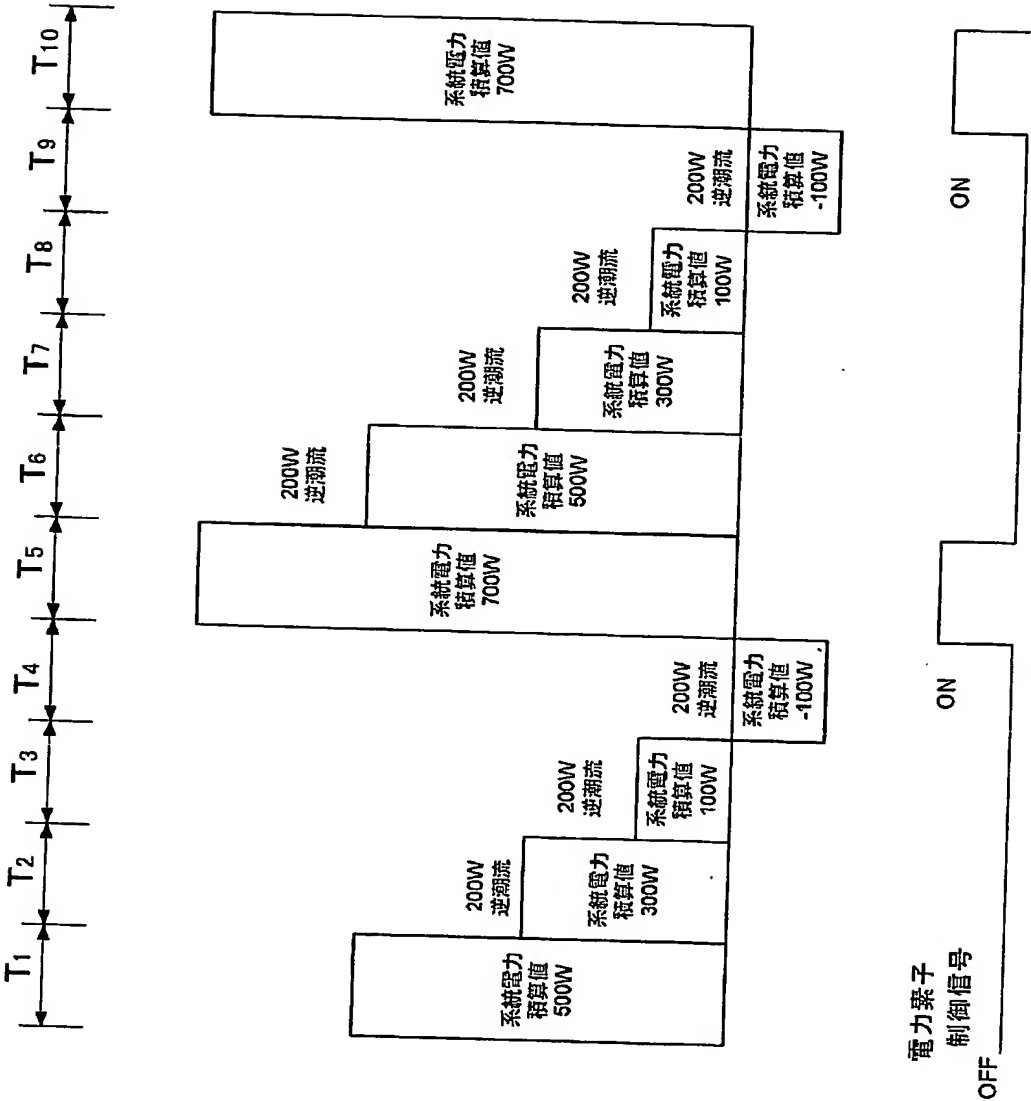 T1
T2
T3
T4
T5
T6
T7
T8
T9
T10
系統電力
積算値
500W
200W
逆潮流
系統電力
積算値
300W
200W
逆潮流
系統電力
積算値
100W
200W
逆潮流
系統電力
積算値
-100W
系統電力
積算値
700W
200W
逆潮流
系統電力
積算値
500W
200W
逆潮流
系統電力
積算値
300W
200W
逆潮流
系統電力
積算値
100W
200W
逆潮流
系統電力
積算値
-100W
系統電力
積算値
700W
電力素子
制御信号
OFF
ON
ON